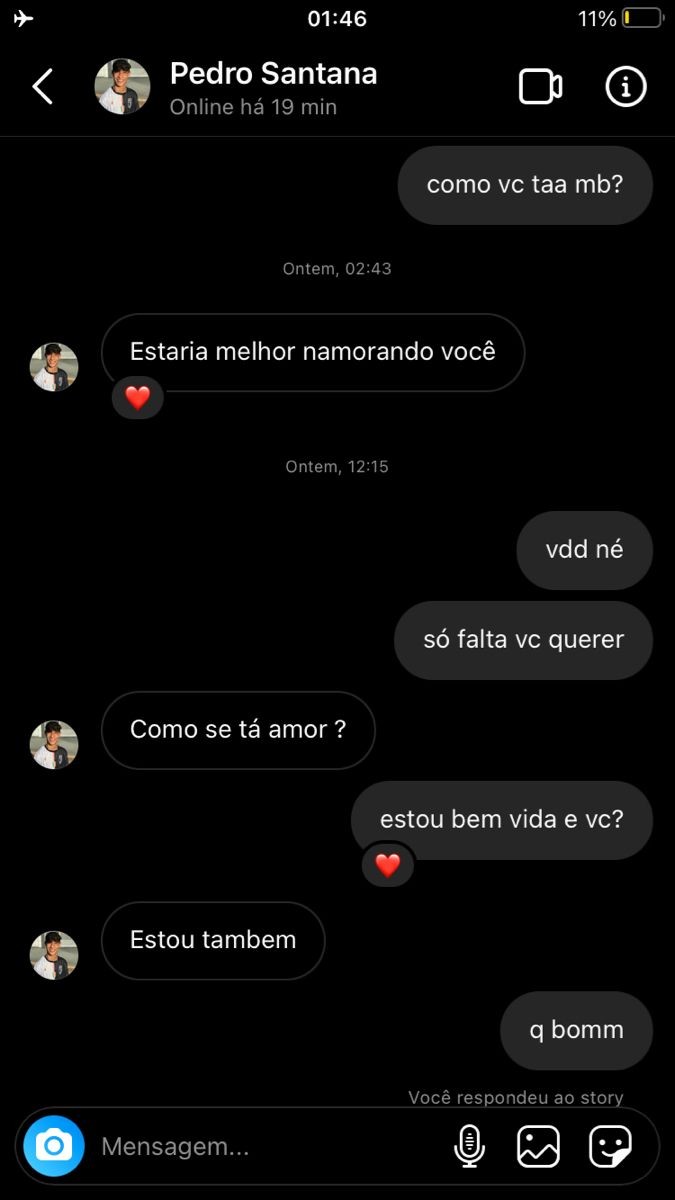 01:46
11%
Pedro Santana
Online há 19 min
como vc taa mb?
Ontem, 02:43
Estaria melhor namorando você
Ontem, 12:15
vdd né
só falta vc querer
Como se tá amor ?
estou bem vida e vc?
Estou tambem
q bomm
Você respondeu ao story
Mensagem...